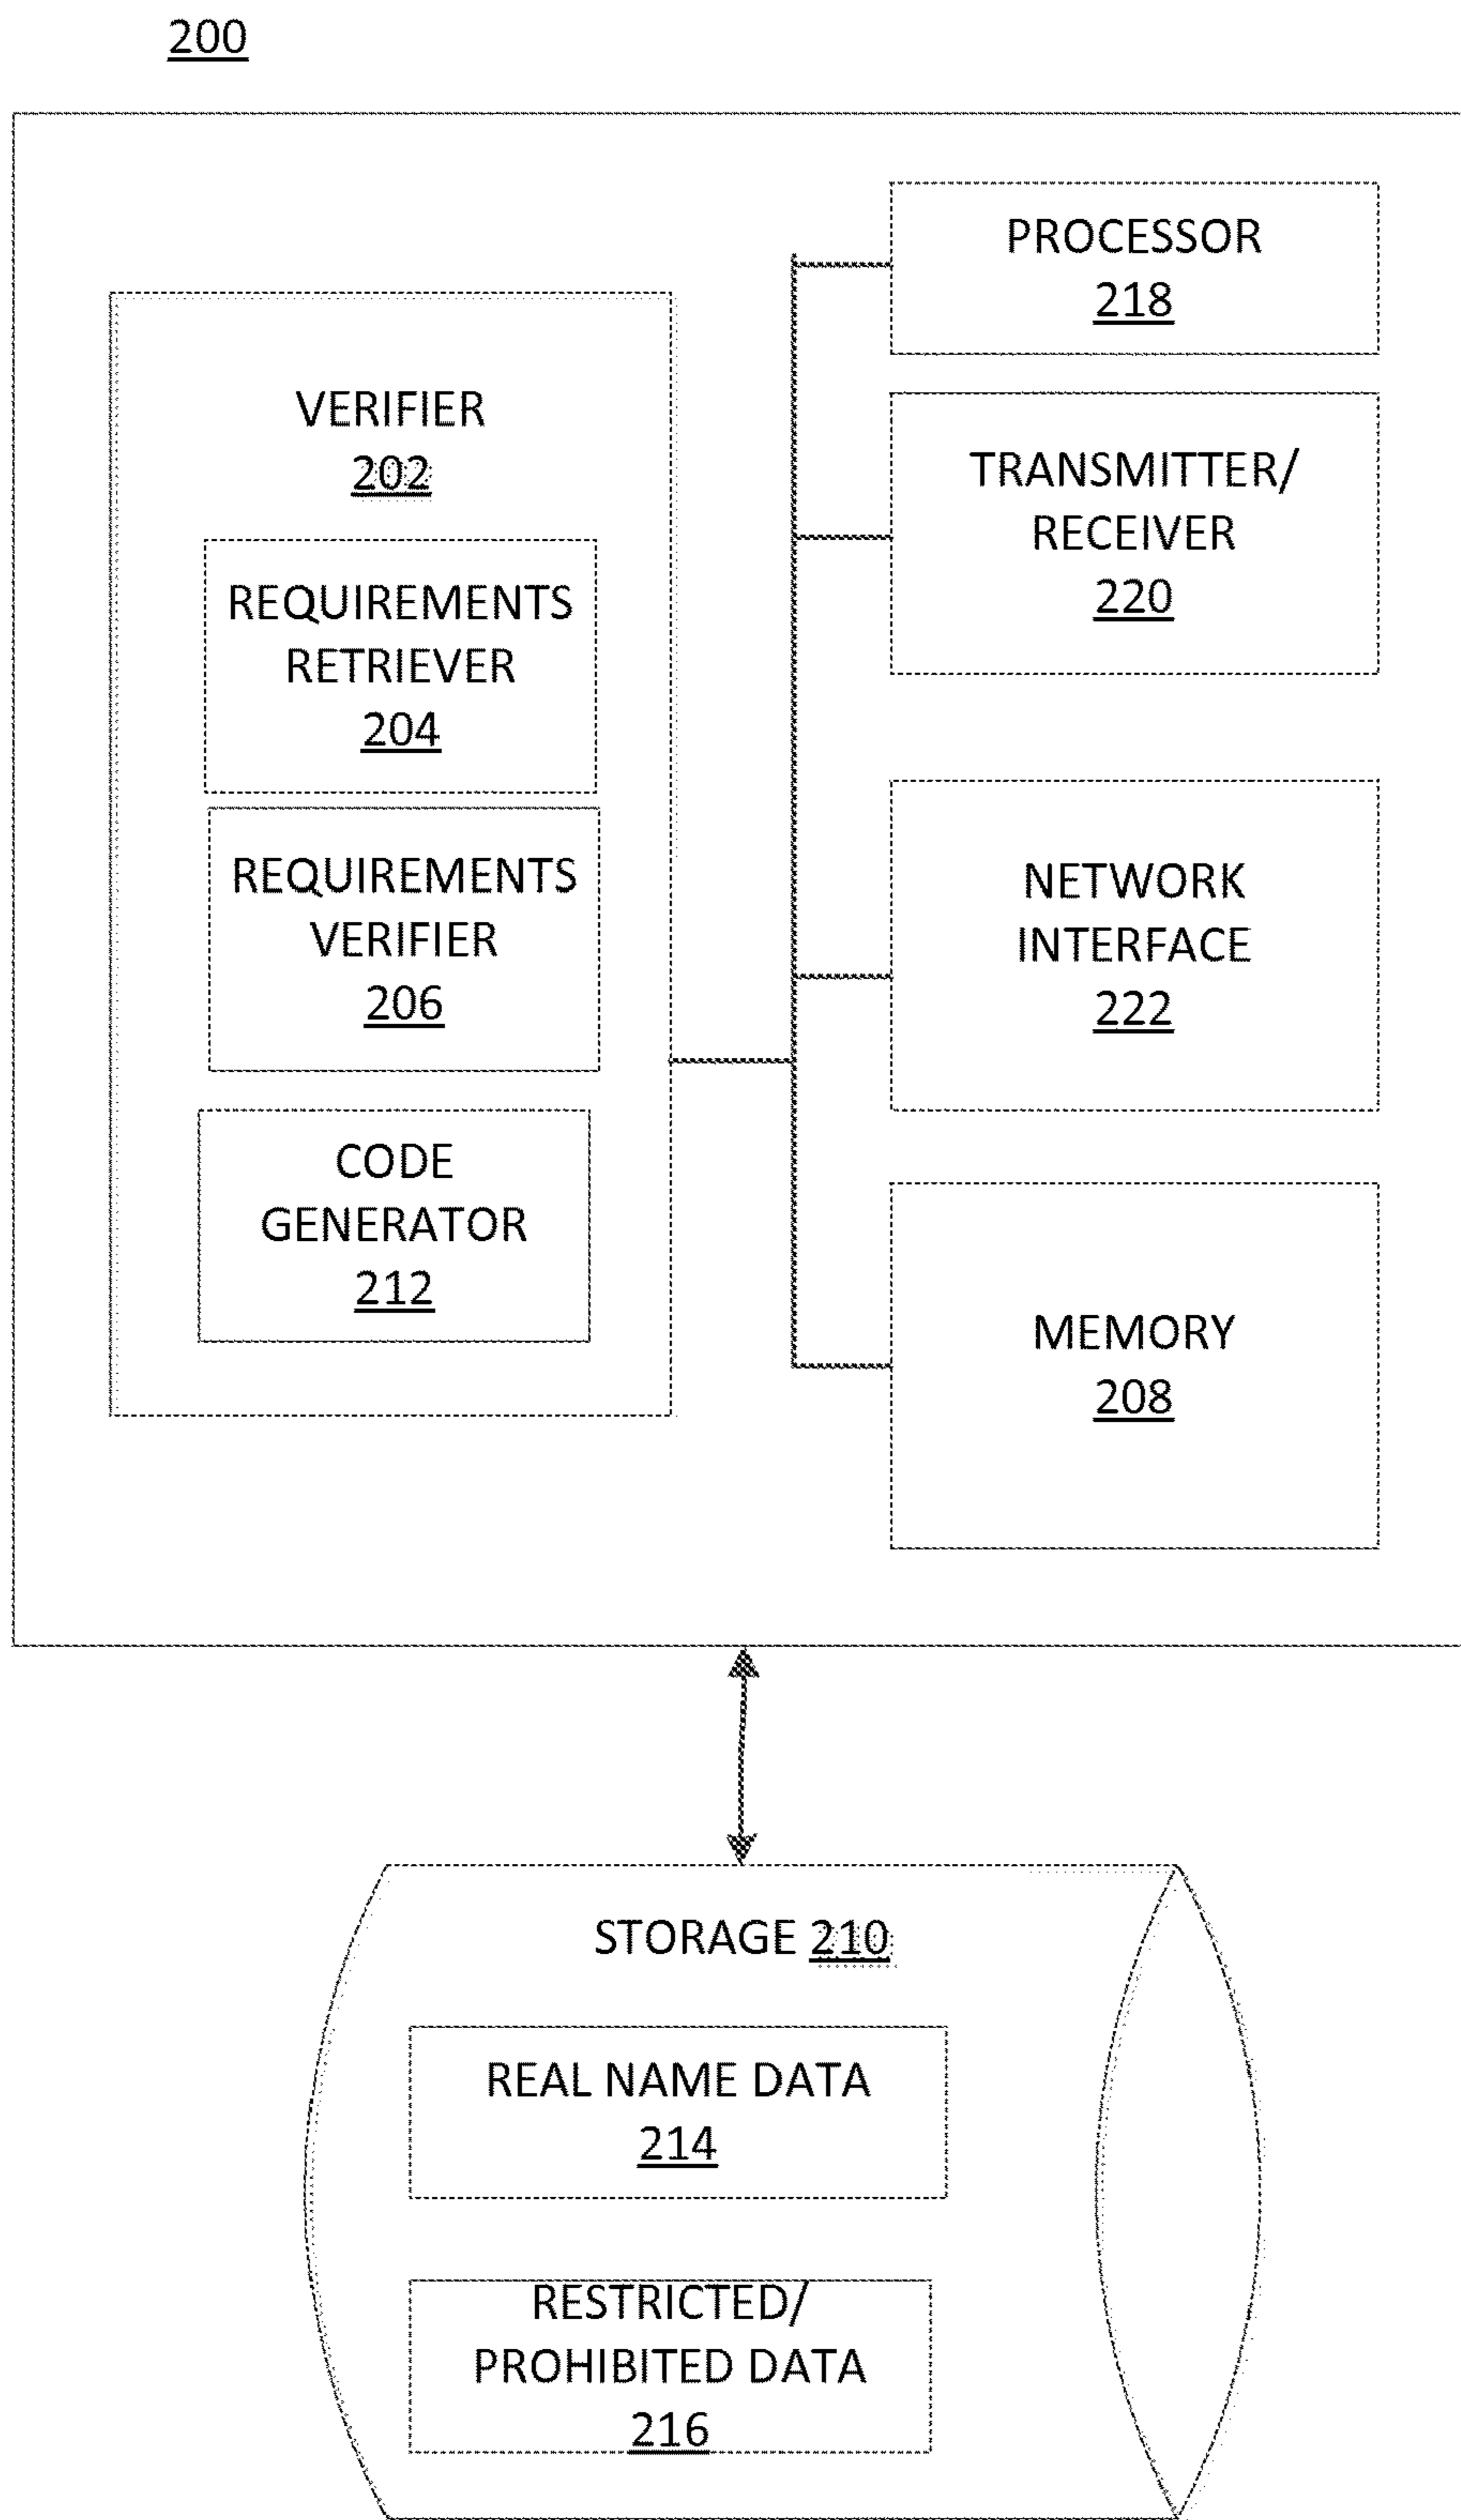 200
VERIFIER
202
REQUIREMENTS
RETRIEVER
204
REQUIREMENTS
VERIFIER
206
CODE
GENERATOR
212
PROCESSOR
218
TRANSMITTER/
RECEIVER
220
NETWORK
INTERFACE
222
MEMORY
208
STORAGE 210
REAL NAME DATA
214
RESTRICTED/
PROHIBITED DATA
216